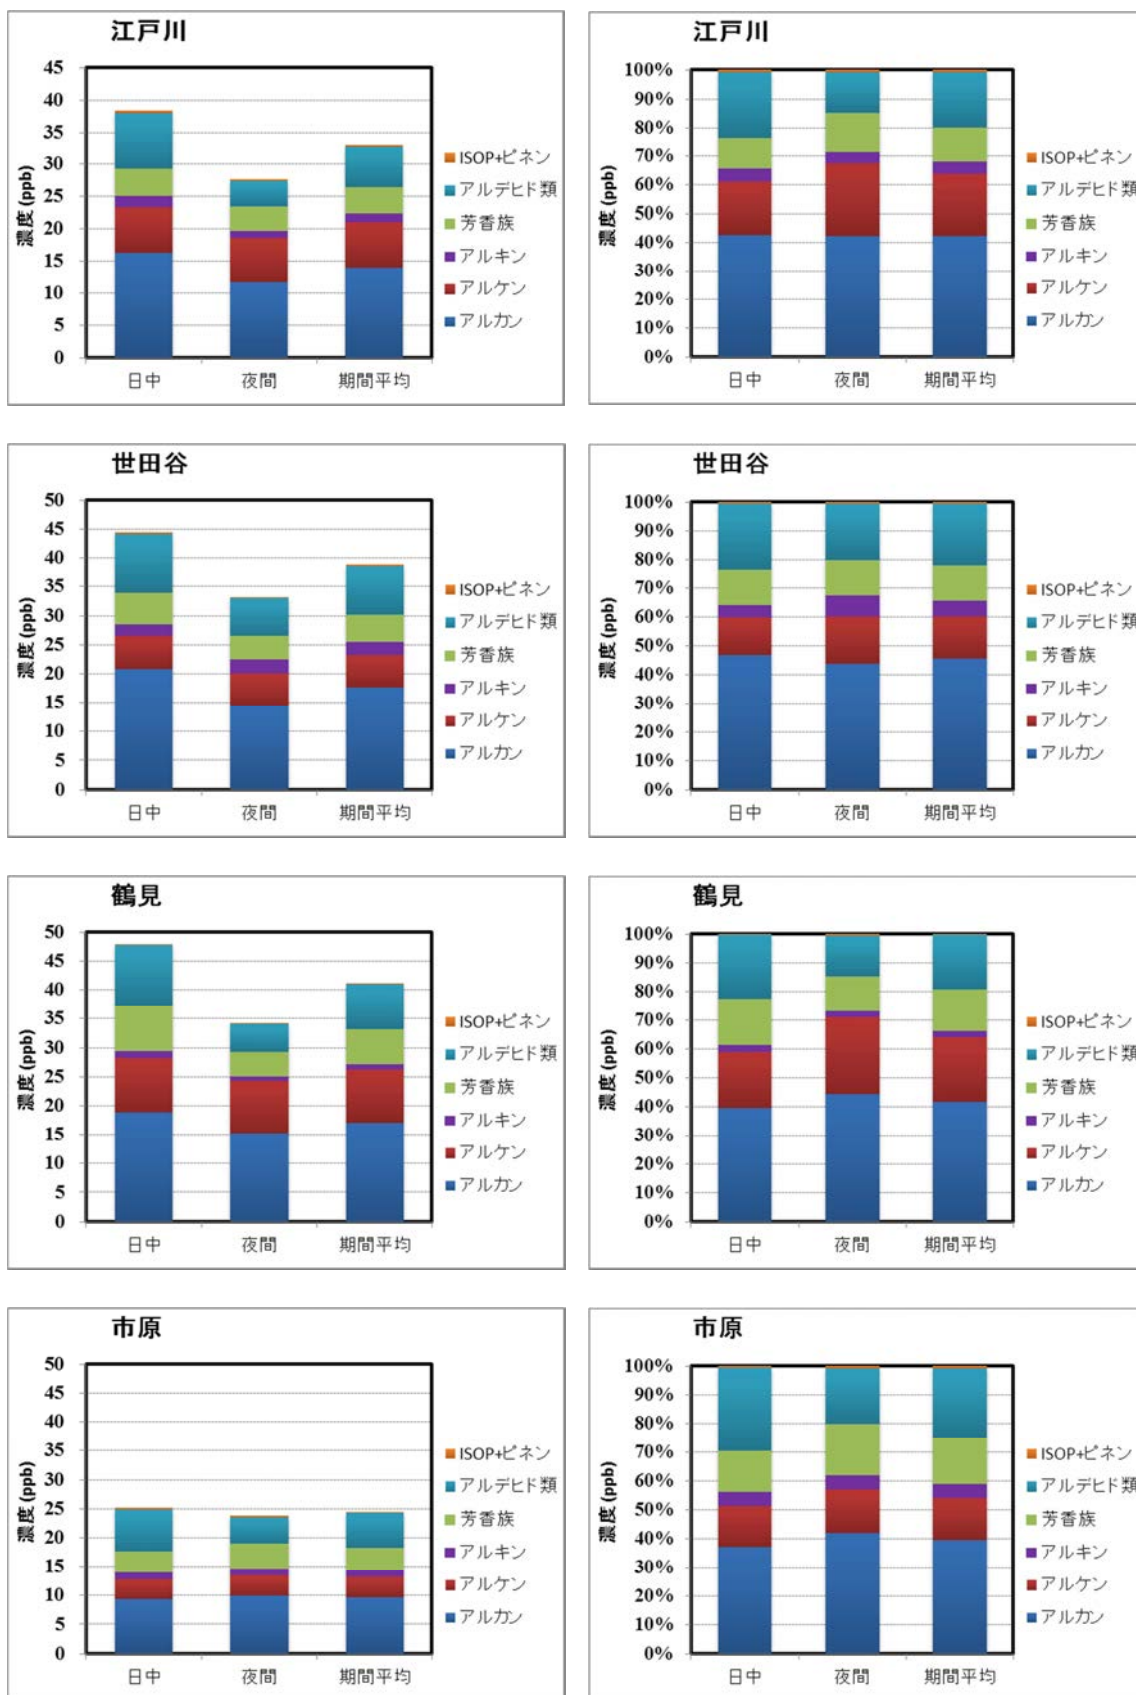 江戸川
45
40
35
30
25
20
15
10
5
0
濃度 (ppb)
日中 夜間 期間平均
ISOP+ピネン
アルデヒド類
芳香族
アルキン
アルケン
アルカン
江戸川
100%
90%
80%
70%
60%
50%
40%
30%
20%
10%
0%
濃度 (ppb)
日中 夜間 期間平均
ISOP+ピネン
アルデヒド類
芳香族
アルキン
アルケン
アルカン
世田谷
50
45
40
35
30
25
20
15
10
5
0
濃度 (ppb)
日中 夜間 期間平均
ISOP+ピネン
アルデヒド類
芳香族
アルキン
アルケン
アルカン
世田谷
100%
90%
80%
70%
60%
50%
40%
30%
20%
10%
0%
濃度 (ppb)
日中 夜間 期間平均
ISOP+ピネン
アルデヒド類
芳香族
アルキン
アルケン
アルカン
鶴見
50
45
40
35
30
25
20
15
10
5
0
濃度 (ppb)
日中 夜間 期間平均
ISOP+ピネン
アルデヒド類
芳香族
アルキン
アルケン
アルカン
鶴見
100%
90%
80%
70%
60%
50%
40%
30%
20%
10%
0%
濃度 (ppb)
日中 夜間 期間平均
ISOP+ピネン
アルデヒド類
芳香族
アルキン
アルケン
アルカン
市原
50
45
40
35
30
25
20
15
10
5
0
濃度 (ppb)
日中 夜間 期間平均
ISOP+ピネン
アルデヒド類
芳香族
アルキン
アルケン
アルカン
市原
100%
90%
80%
70%
60%
50%
40%
30%
20%
10%
0%
濃度 (ppb)
日中 夜間 期間平均
ISOP+ピネン
アルデヒド類
芳香族
アルキン
アルケン
アルカン